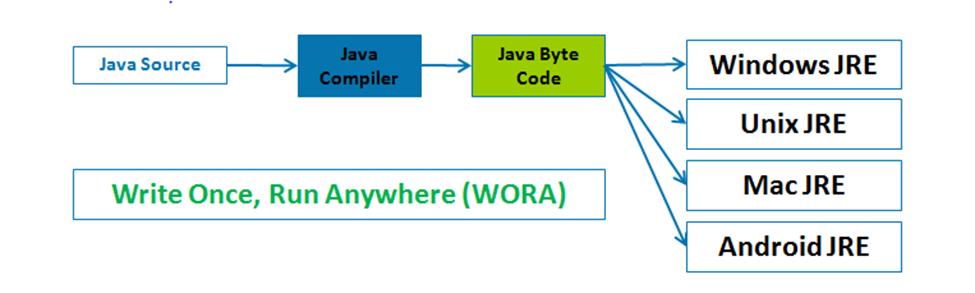 Java Source
Java
Compiler
Java Byte
Code
Windows JRE
Unix JRE
Mac JRE
Android JRE
Write Once, Run Anywhere (WORA)